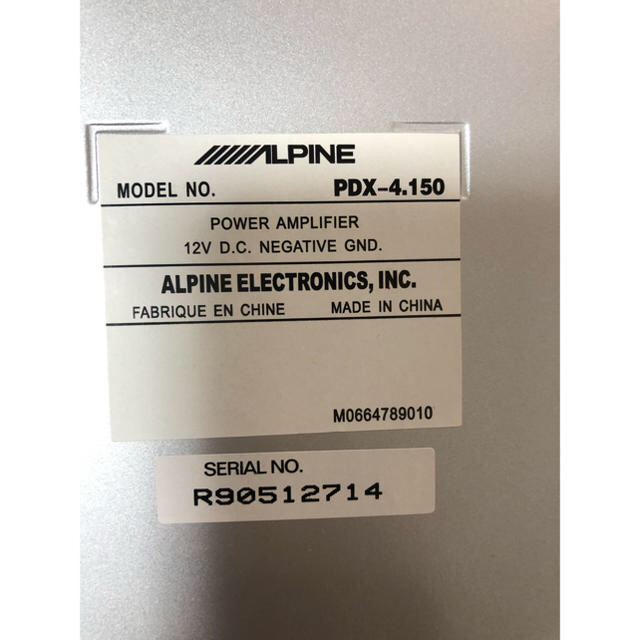 ALPINE
MODEL NO. PDX-4.150
POWER AMPLIFIER
12V D.C. NEGATIVE GND.
ALPINE ELECTRONICS, INC.
FABRIQUE EN CHINE MADE IN CHINA
M0664789010
SERIAL NO.
R90512714